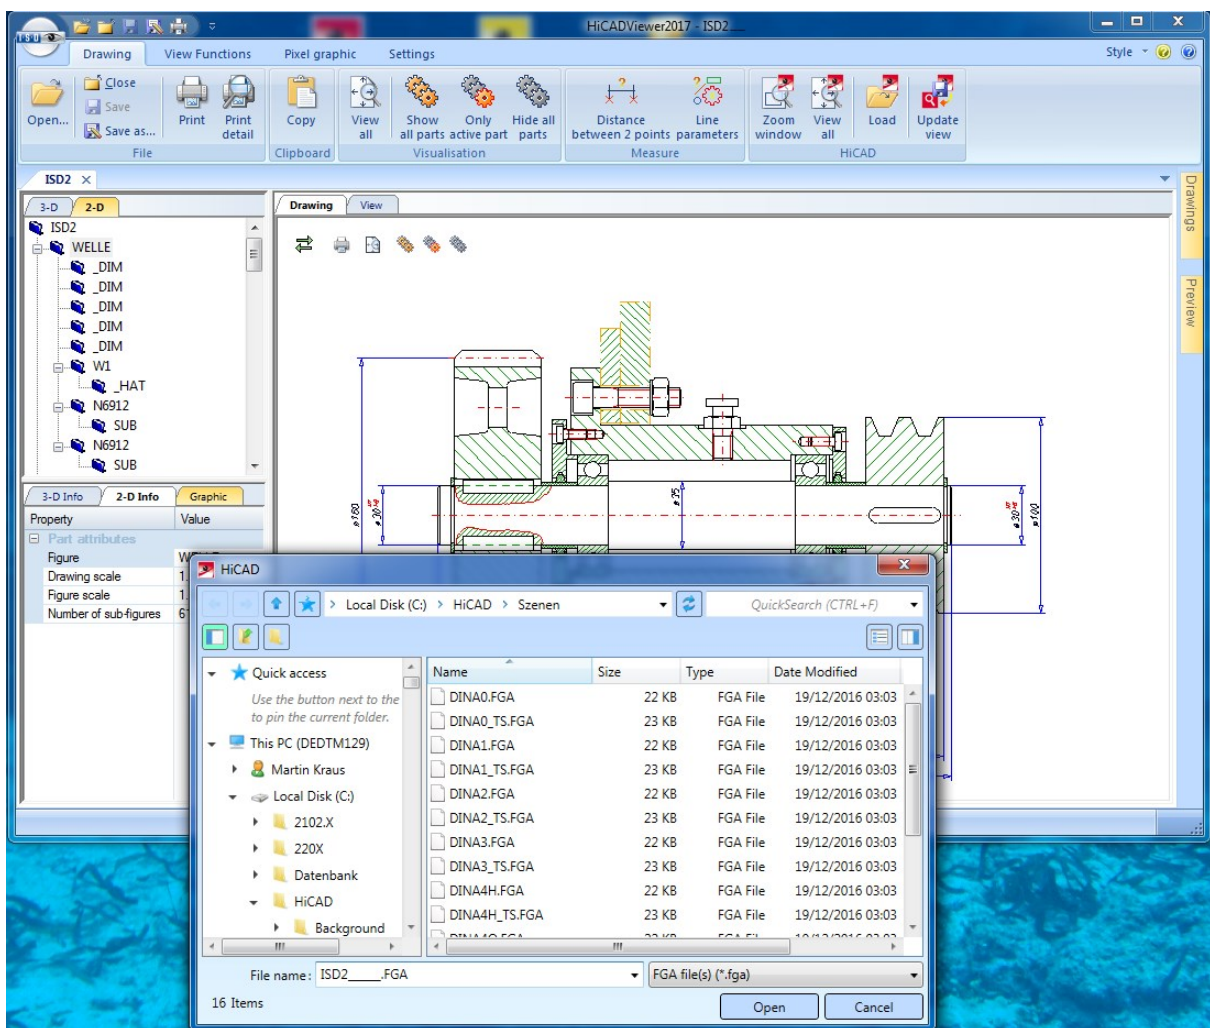 HiCADViewer2017 - ISD2___
ISD
Drawing View Functions Pixel graphic Settings Style
Open... Close Save Save as... Print Print detail
File
Copy
Clipboard
View all Show all parts Only active part Hide all parts
Visualisation
Distance between 2 points Line parameters
Measure
Zoom window View all Load Update view
HiCAD
ISD2
3-D 2-D
ISD2
WELLE
_DIM
_DIM
_DIM
_DIM
_DIM
W1
_HAT
N6912
SUB
N6912
SUB
3-D Info 2-D Info Graphic
Property Value
Part attributes
Figure
Drawing scale 1.
Figure scale 1.
Number of sub-figures
Drawing View
Drawings
Preview
ø160
ø30
ø35
ø30
ø100
HiCAD
Local Disk (C:) > HiCAD > Szenen
QuickSearch (CTRL+F)
Quick access
Use the button next to the
to pin the current folder.
This PC (DEDTM129)
Martin Kraus
Local Disk (C:)
2102.X
220X
Datenbank
HiCAD
Background
Name Size Type Date Modified
DINA0.FGA 22 KB FGA File 19/12/2016 03:03
DINA0_TS.FGA 23 KB FGA File 19/12/2016 03:03
DINA1.FGA 22 KB FGA File 19/12/2016 03:03
DINA1_TS.FGA 23 KB FGA File 19/12/2016 03:03
DINA2.FGA 22 KB FGA File 19/12/2016 03:03
DINA2_TS.FGA 23 KB FGA File 19/12/2016 03:03
DINA3.FGA 22 KB FGA File 19/12/2016 03:03
DINA3_TS.FGA 23 KB FGA File 19/12/2016 03:03
DINA4H.FGA 22 KB FGA File 19/12/2016 03:03
DINA4H_TS.FGA 23 KB FGA File 19/12/2016 03:03
File name: ISD2_____.FGA FGA file(s) (*.fga)
16 Items
Open Cancel